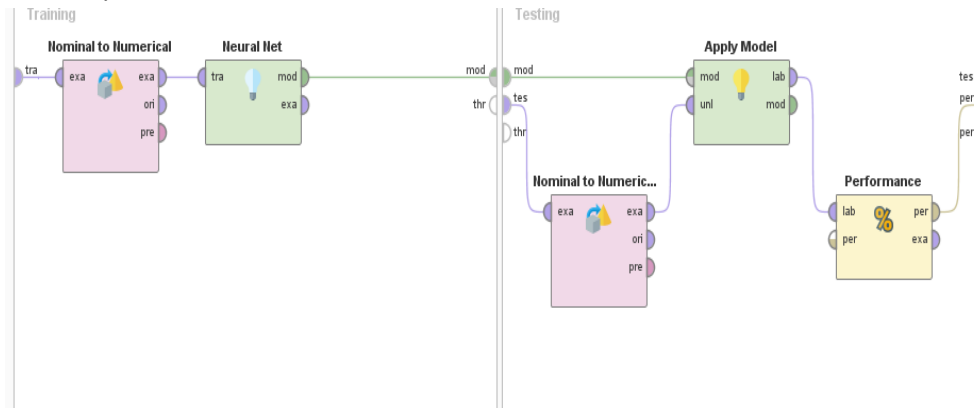 Training
Testing
Nominal to Numerical
Neural Net
Apply Model
tra
exa
exa
ori
pre
tra
mod
exa
mod
thr
mod
tes
thr
mod
unl
lab
mod
tes
per
per
Nominal to Numeric...
exa
exa
ori
pre
Performance
lab
per
%
per
exa